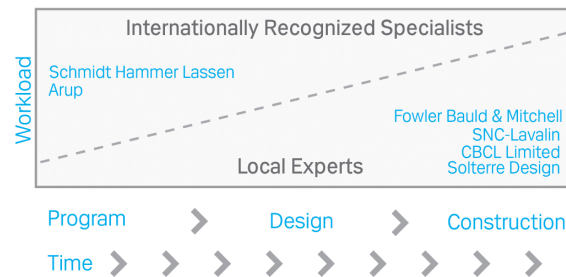 Internationally Recognized Specialists
Workload
Schmidt Hammer Lassen
Arup
Fowler Bauld & Mitchell
SNC-Lavalin
CBCL Limited
Solterre Design
Local Experts
Program Design Construction
Time